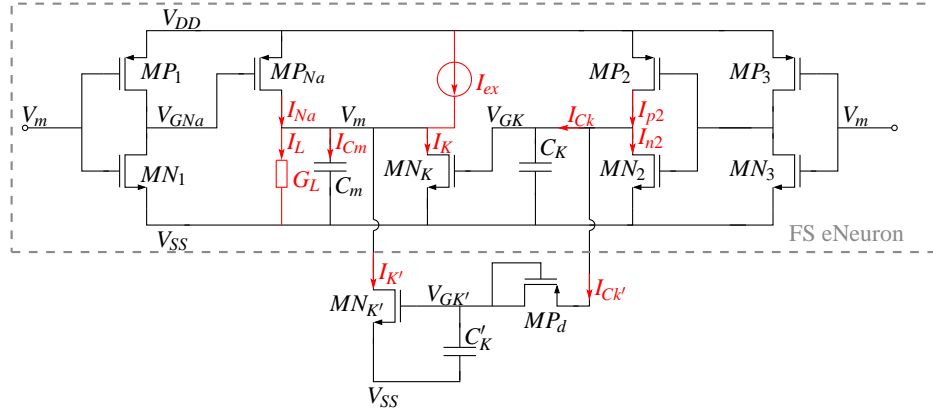 V_DD
MP_1 MP_Na I_ex MP_2 MP_3
V_m V_GNa I_Na V_m V_GK I_Ck I_p2 V_m
I_L I_Cm I_K C_K I_n2
MN_1 G_L C_m MN_K MN_2 MN_3
V_SS FS eNeuron
I_K' V_GK' I_Ck'
MN_K' C'_K MP_d
V_SS